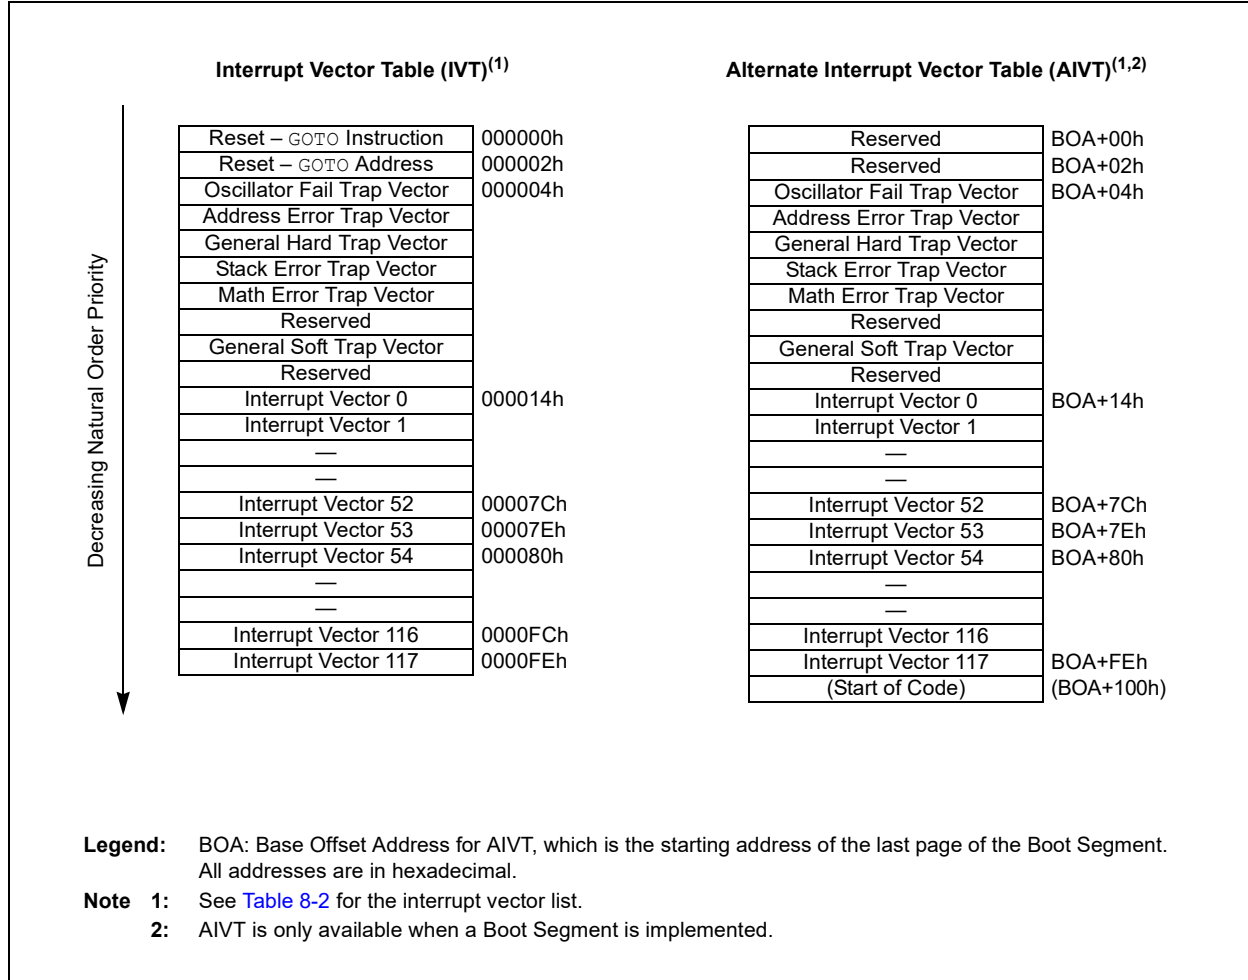 Interrupt Vector Table (IVT)(1)
Decreasing Natural Order Priority
Reset – GOTO Instruction 000000h
Reset – GOTO Address 000002h
Oscillator Fail Trap Vector 000004h
Address Error Trap Vector
General Hard Trap Vector
Stack Error Trap Vector
Math Error Trap Vector
Reserved
General Soft Trap Vector
Reserved
Interrupt Vector 0 000014h
Interrupt Vector 1
—
—
Interrupt Vector 52 00007Ch
Interrupt Vector 53 00007Eh
Interrupt Vector 54 000080h
—
—
Interrupt Vector 116 0000FCh
Interrupt Vector 117 0000FEh
Alternate Interrupt Vector Table (AIVT)(1,2)
Reserved BOA+00h
Reserved BOA+02h
Oscillator Fail Trap Vector BOA+04h
Address Error Trap Vector
General Hard Trap Vector
Stack Error Trap Vector
Math Error Trap Vector
Reserved
General Soft Trap Vector
Reserved
Interrupt Vector 0 BOA+14h
Interrupt Vector 1
—
—
Interrupt Vector 52 BOA+7Ch
Interrupt Vector 53 BOA+7Eh
Interrupt Vector 54 BOA+80h
—
—
Interrupt Vector 116
Interrupt Vector 117 BOA+FEh
(Start of Code) (BOA+100h)
Legend: BOA: Base Offset Address for AIVT, which is the starting address of the last page of the Boot Segment.
All addresses are in hexadecimal.
Note 1: See Table 8-2 for the interrupt vector list.
2: AIVT is only available when a Boot Segment is implemented.